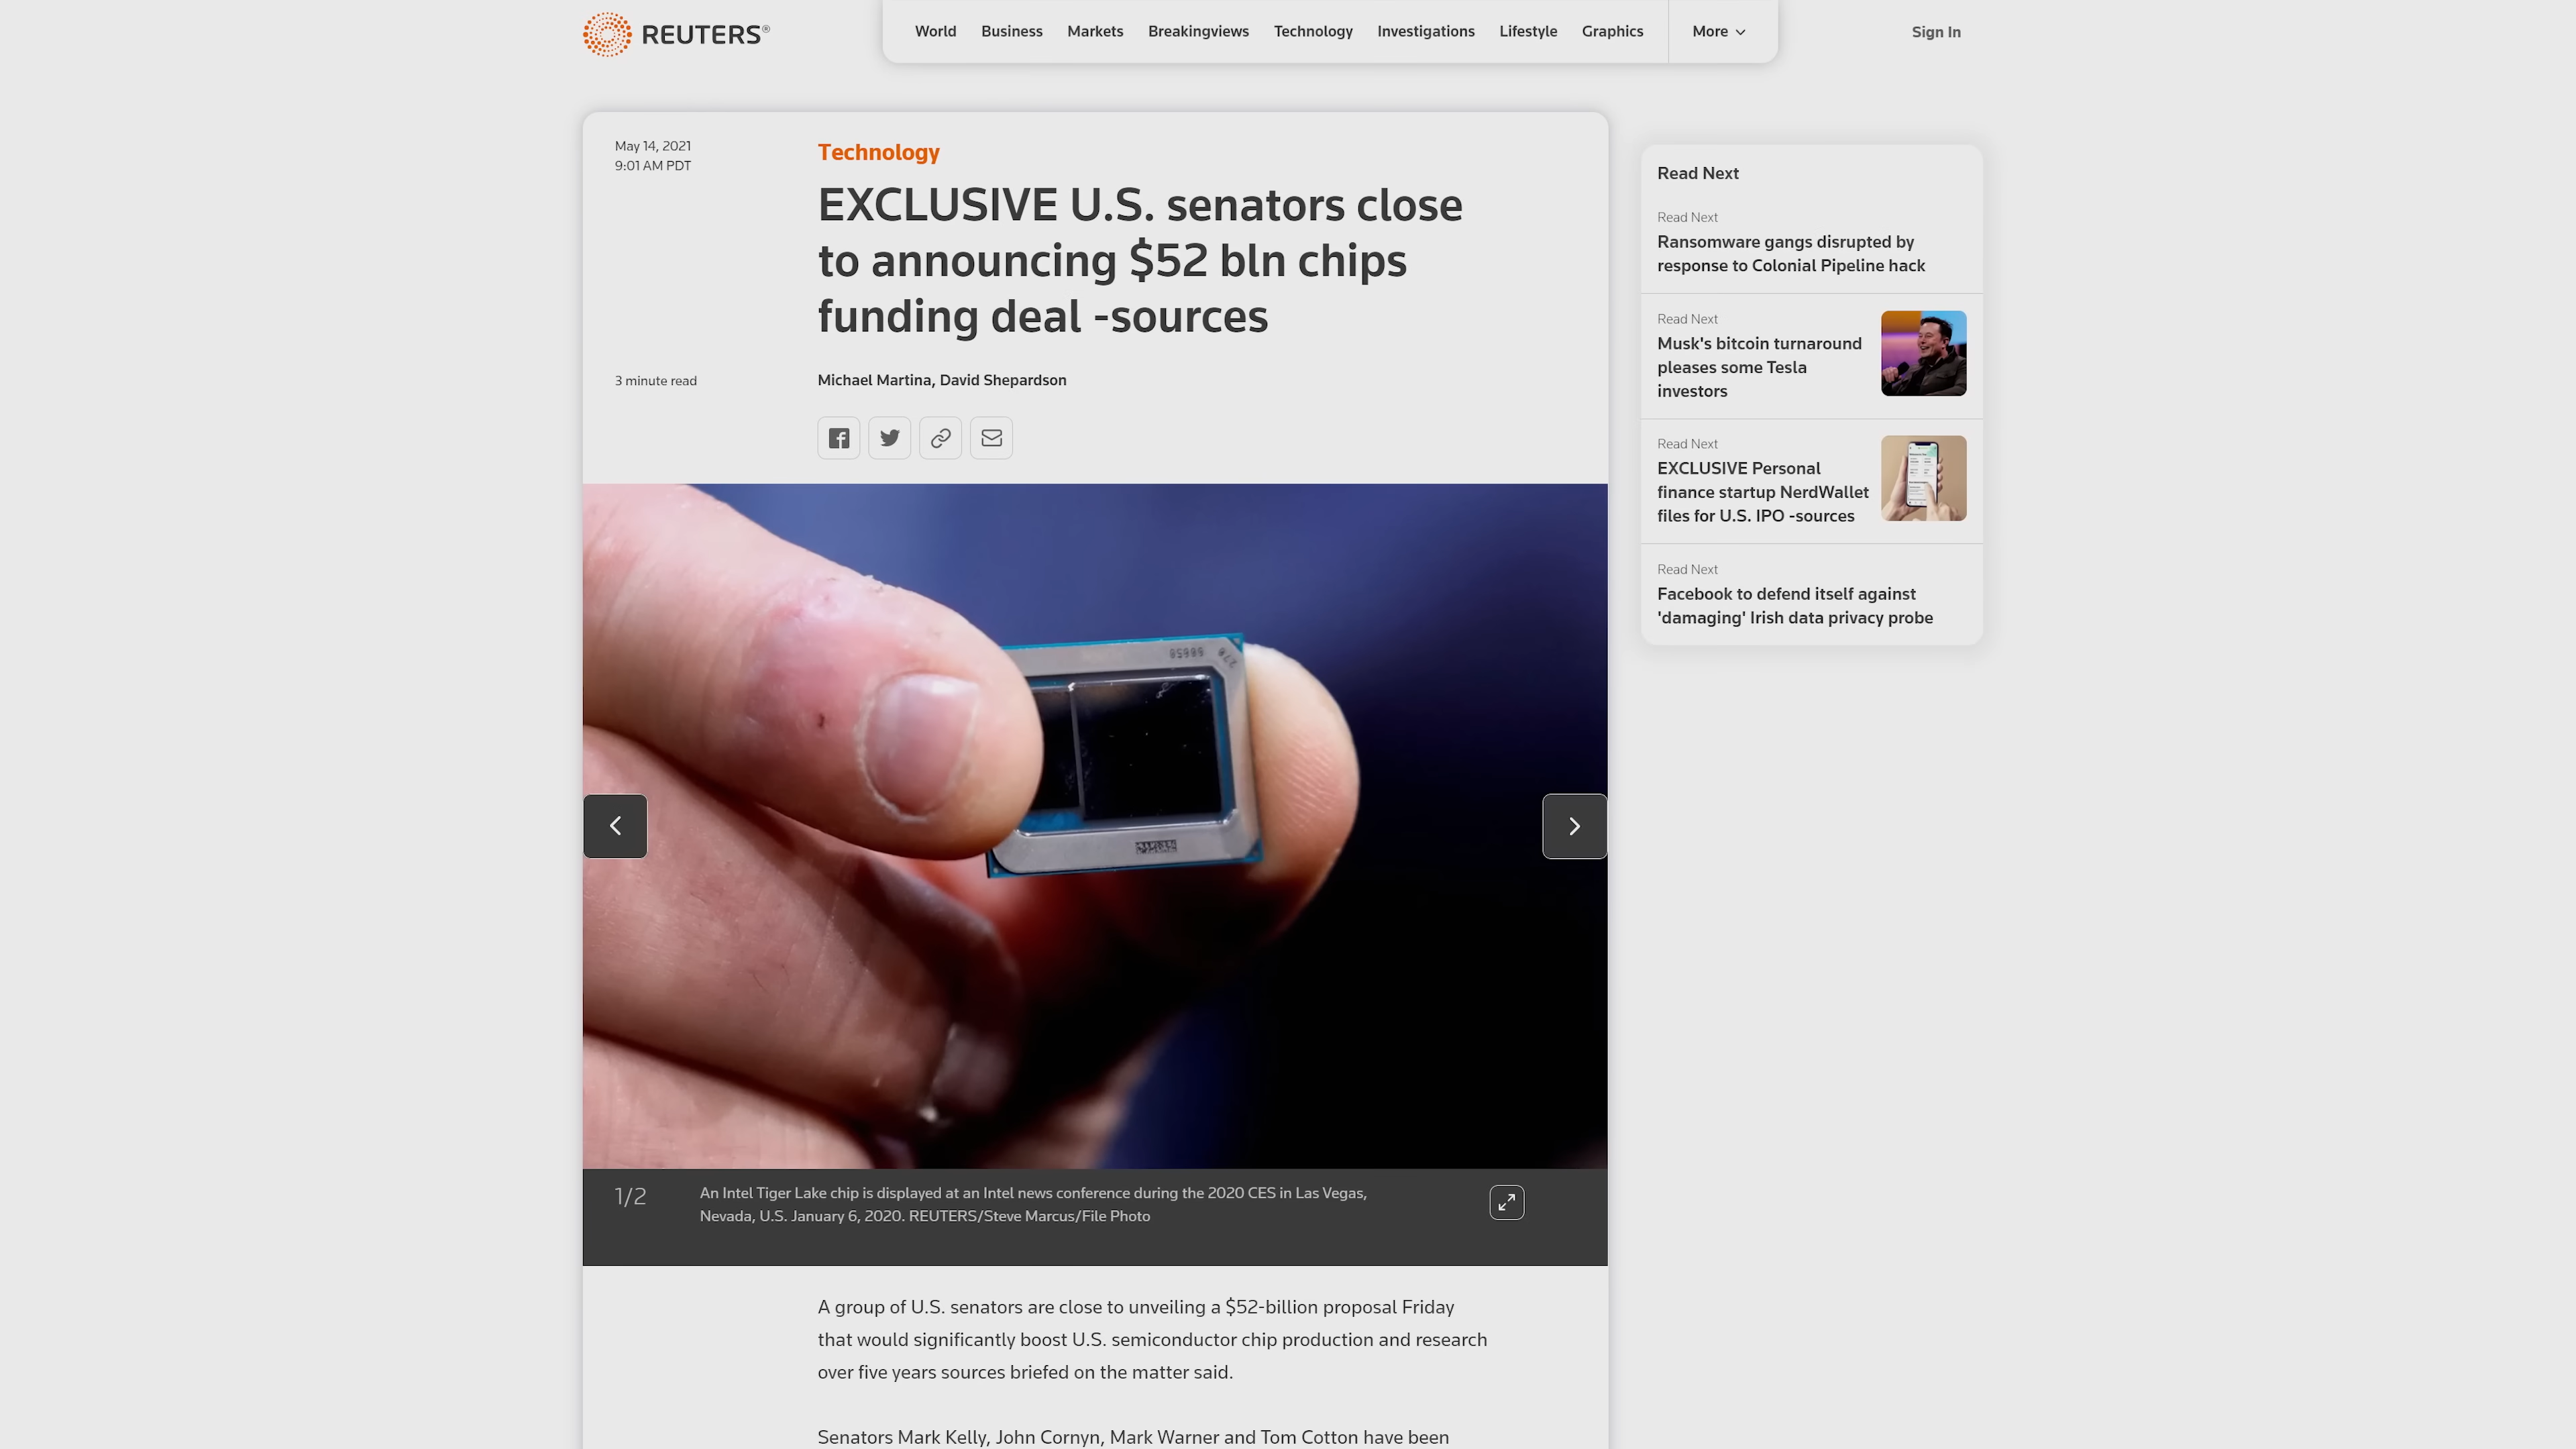 REUTERS®
World Business Markets Breakingviews Technology Investigations Lifestyle Graphics More
Sign In
May 14, 2021
9:01 AM PDT
Technology
EXCLUSIVE U.S. senators close
to announcing $52 bln chips
funding deal -sources
3 minute read
Michael Martina, David Shepardson
1/2
An Intel Tiger Lake chip is displayed at an Intel news conference during the 2020 CES in Las Vegas,
Nevada, U.S. January 6, 2020. REUTERS/Steve Marcus/File Photo
A group of U.S. senators are close to unveiling a $52-billion proposal Friday
that would significantly boost U.S. semiconductor chip production and research
over five years sources briefed on the matter said.
Senators Mark Kelly, John Cornyn, Mark Warner and Tom Cotton have been
Read Next
Read Next
Ransomware gangs disrupted by
response to Colonial Pipeline hack
Read Next
Musk's bitcoin turnaround
pleases some Tesla
investors
Read Next
EXCLUSIVE Personal
finance startup NerdWallet
files for U.S. IPO -sources
Read Next
Facebook to defend itself against
'damaging' Irish data privacy probe